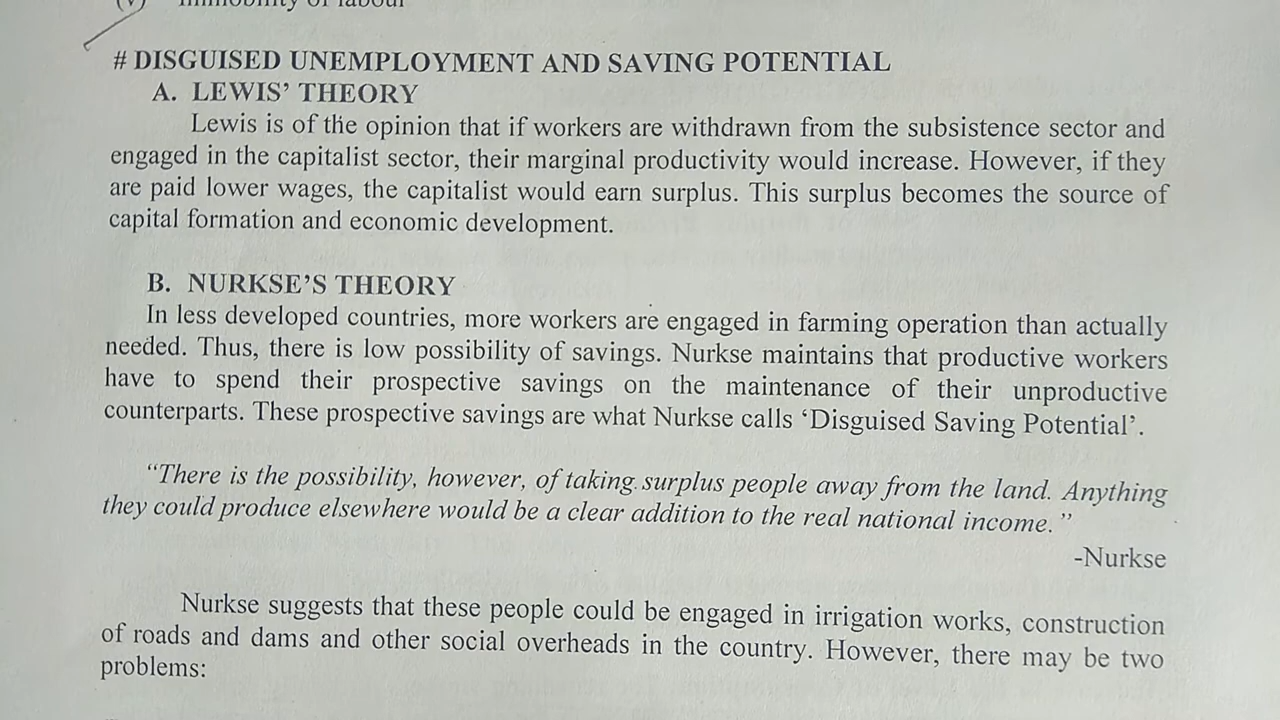 (v) Immobility of labour
# DISGUISED UNEMPLOYMENT AND SAVING POTENTIAL
A. LEWIS’ THEORY
Lewis is of the opinion that if workers are withdrawn from the subsistence sector and
engaged in the capitalist sector, their marginal productivity would increase. However, if they
are paid lower wages, the capitalist would earn surplus. This surplus becomes the source of
capital formation and economic development.
B. NURKSE’S THEORY
In less developed countries, more workers are engaged in farming operation than actually
needed. Thus, there is low possibility of savings. Nurkse maintains that productive workers
have to spend their prospective savings on the maintenance of their unproductive
counterparts. These prospective savings are what Nurkse calls ‘Disguised Saving Potential’.
“There is the possibility, however, of taking surplus people away from the land. Anything
they could produce elsewhere would be a clear addition to the real national income.”
-Nurkse
Nurkse suggests that these people could be engaged in irrigation works, construction
of roads and dams and other social overheads in the country. However, there may be two
problems: